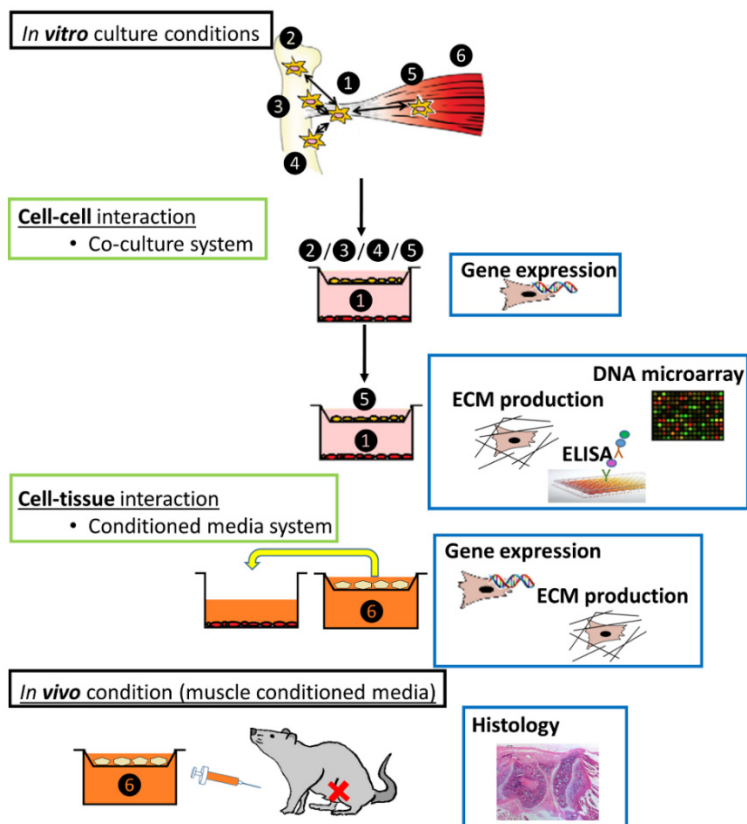 In vitro culture conditions
2
6
1
5
3
4
Cell-cell interaction
• Co-culture system
2/3/4/5
1
Gene expression
5
1
DNA microarray
ECM production
ELISA
Cell-tissue interaction
• Conditioned media system
6
Gene expression
ECM production
In vivo condition (muscle conditioned media)
6
Histology